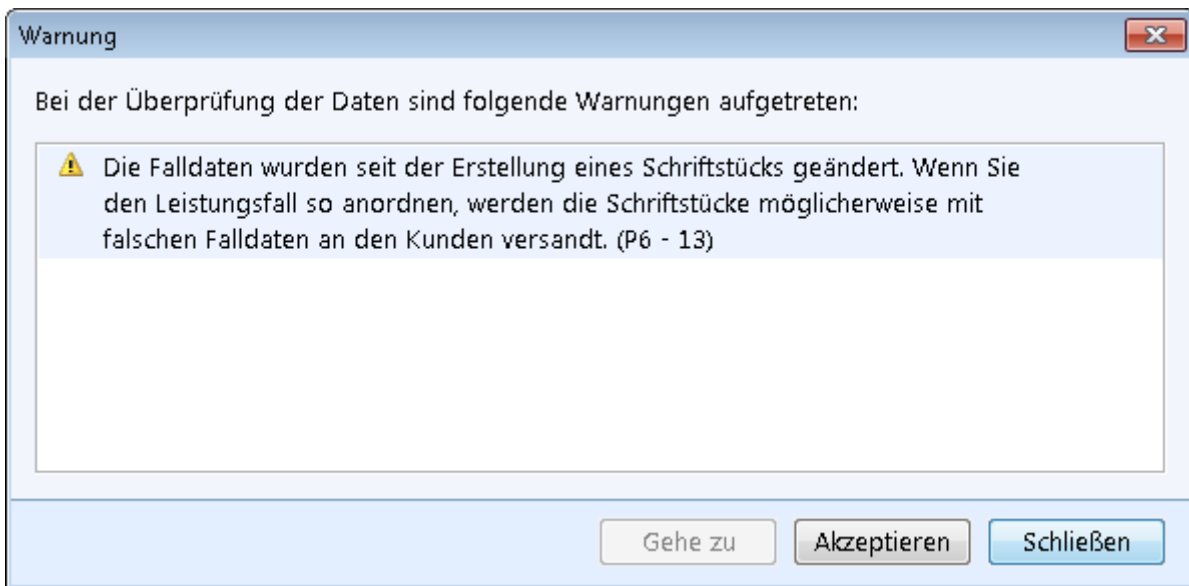 Warnung
Bei der Überprüfung der Daten sind folgende Warnungen aufgetreten:
Die Falldaten wurden seit der Erstellung eines Schriftstücks geändert. Wenn Sie
den Leistungsfall so anordnen, werden die Schriftstücke möglicherweise mit
falschen Falldaten an den Kunden versandt. (P6 - 13)
Gehe zu
Akzeptieren
Schließen